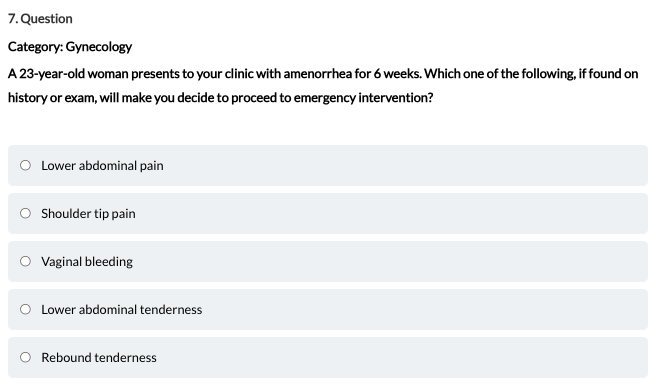 7. Question
Category: Gynecology
A 23-year-old woman presents to your clinic with amenorrhea for 6 weeks. Which one of the following, if found on
history or exam, will make you decide to proceed to emergency intervention?
Lower abdominal pain
Shoulder tip pain
Vaginal bleeding
Lower abdominal tenderness
Rebound tenderness